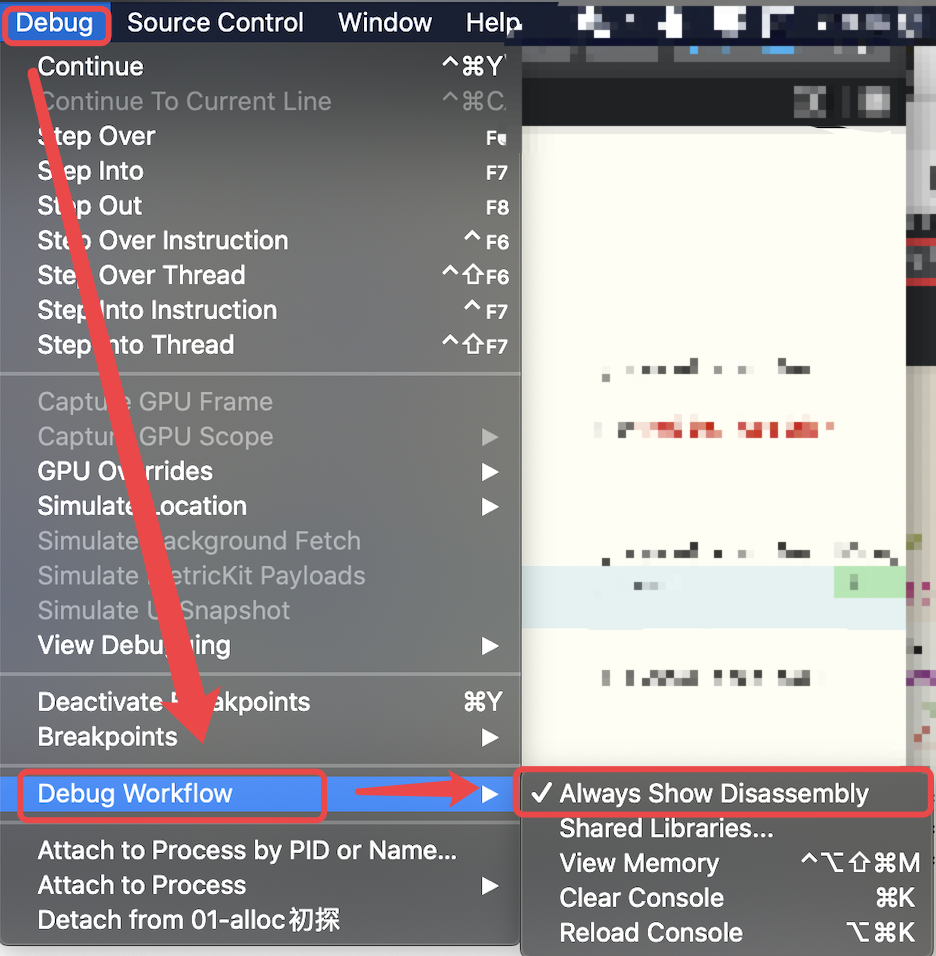 Debug Source Control Window Help
Continue ^⌘Y
Continue To Current Line ^⌘C
Step Over
Step Into F7
Step Out F8
Step Over Instruction ^F6
Step Over Thread ^⇧F6
Step Into Instruction ^F7
Step Into Thread ^⇧F7
Capture GPU Frame
Capture GPU Scope ▶
GPU Overrides ▶
Simulate Location ▶
Simulate Background Fetch
Simulate MetricKit Payloads
Simulate UI Snapshot
View Debugging ▶
Deactivate Breakpoints ⌘Y
Breakpoints ▶
Debug Workflow ▶
✓ Always Show Disassembly
Shared Libraries...
View Memory ^⌥⇧⌘M
Clear Console ⌘K
Reload Console ⌥⌘K
Attach to Process by PID or Name...
Attach to Process ▶
Detach from 01-alloc初探